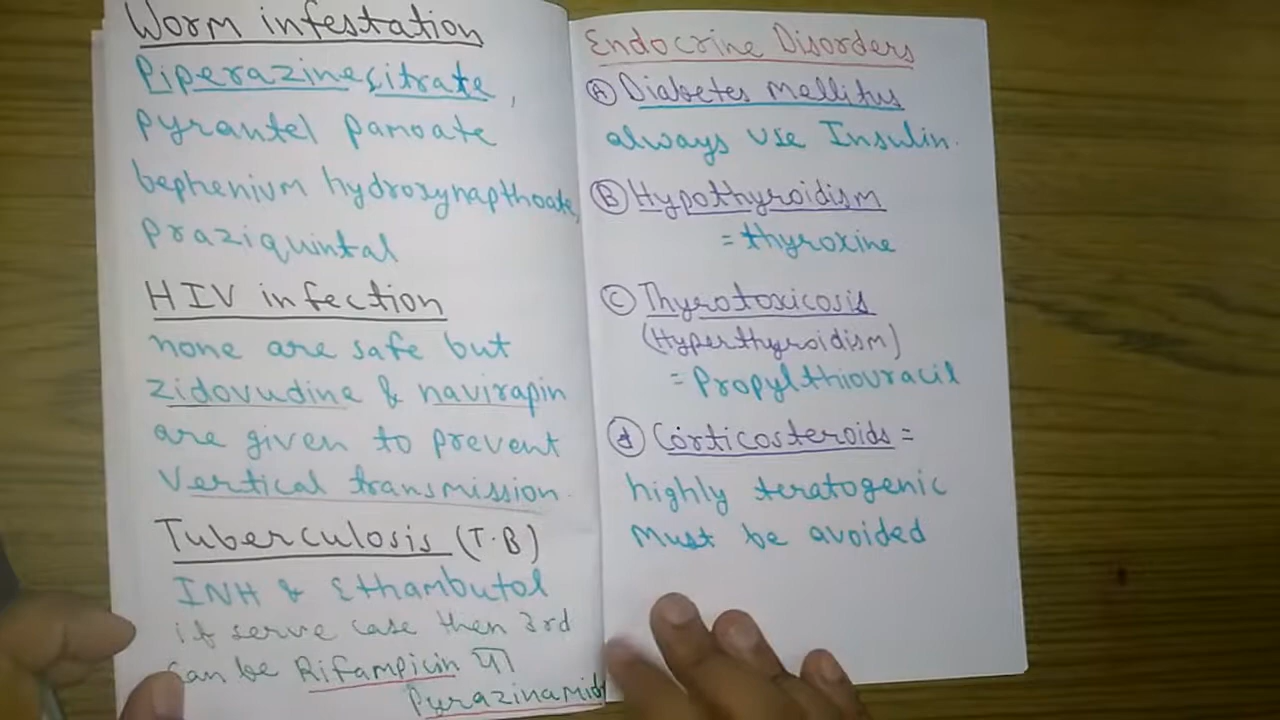 Worm infestation
Piperazine citrate,
pyrantel pamoate
bephenium hydroxynapthoate,
praziquintal
HIV infection
none are safe but
zidovudine & navirapin
are given to prevent
Vertical transmission.
Tuberculosis (T.B)
INH & Ethambutol
if serve case then 3rd
can be Rifampicin या
Pyrazinamide
Endocrine Disorders
(A) Diabetes mellitus
always use Insulin.
(B) Hypothyroidism
= thyroxine
(C) Thyrotoxicosis
(Hyperthyroidism)
= Propylthiouracil
(d) Corticosteroids =
highly teratogenic
Must be avoided